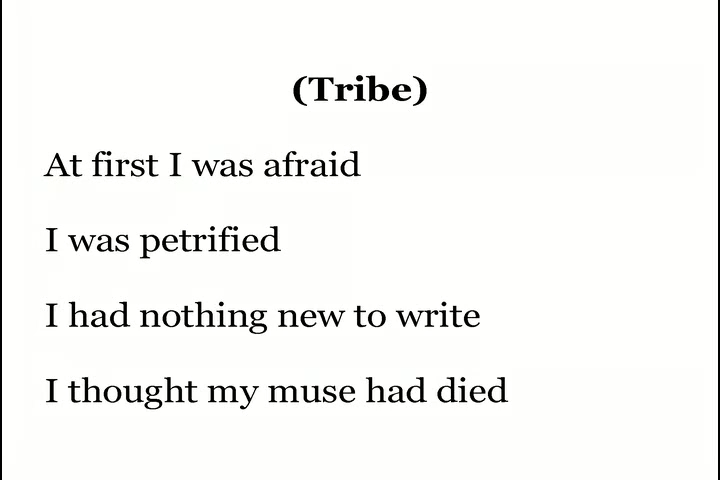 (Tribe)
At first I was afraid
I was petrified
I had nothing new to write
I thought my muse had died